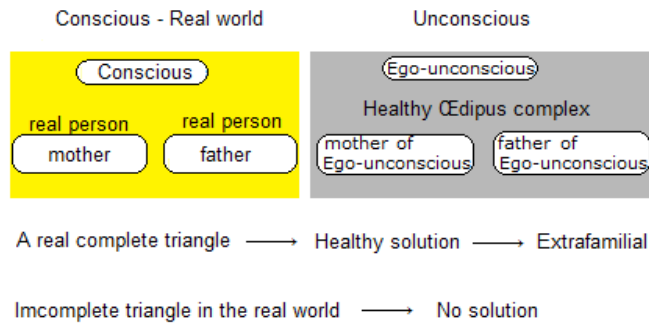 Conscious - Real world
Unconscious
Conscious
Ego-unconscious
Healthy Œdipus complex
real person
real person
mother
father
mother of
Ego-unconscious
father of
Ego-unconscious
A real complete triangle ⟶ Healthy solution ⟶ Extrafamilial
Imcomplete triangle in the real world ⟶ No solution